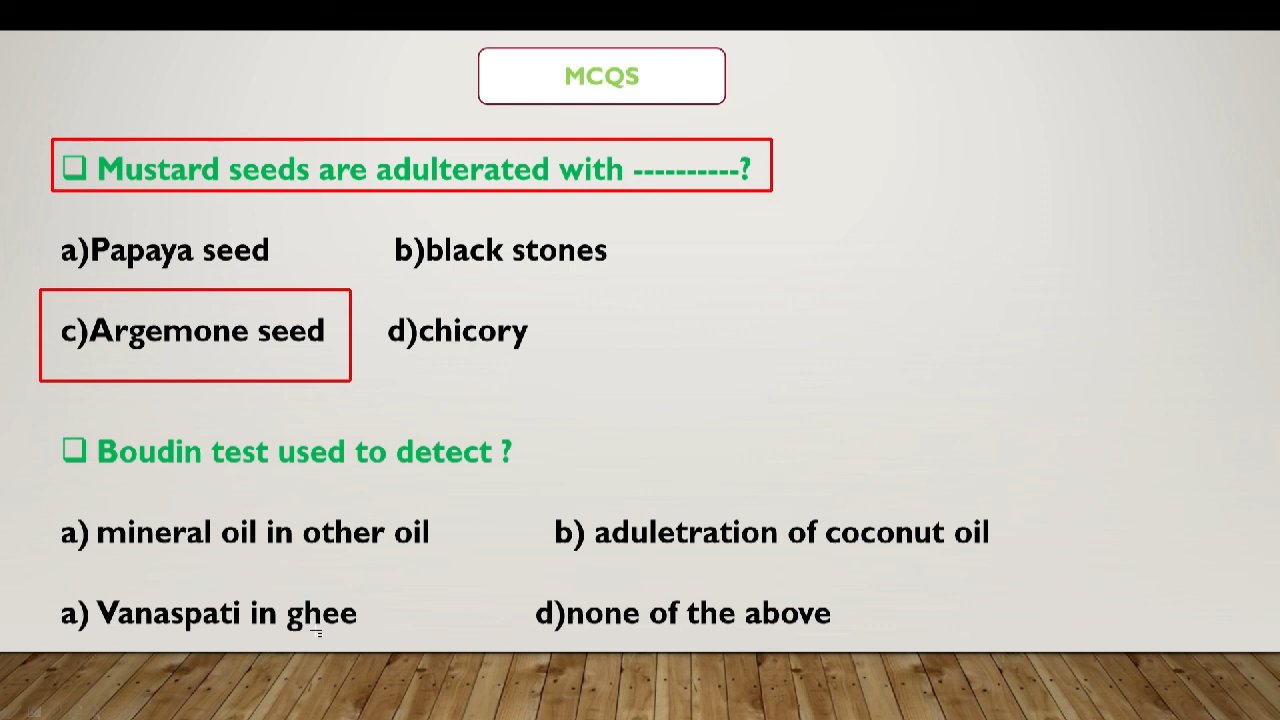 MCQS
❑ Mustard seeds are adulterated with ----------?
a)Papaya seed b)black stones
c)Argemone seed d)chicory
❑ Boudin test used to detect ?
a) mineral oil in other oil b) aduletration of coconut oil
a) Vanaspati in ghee d)none of the above